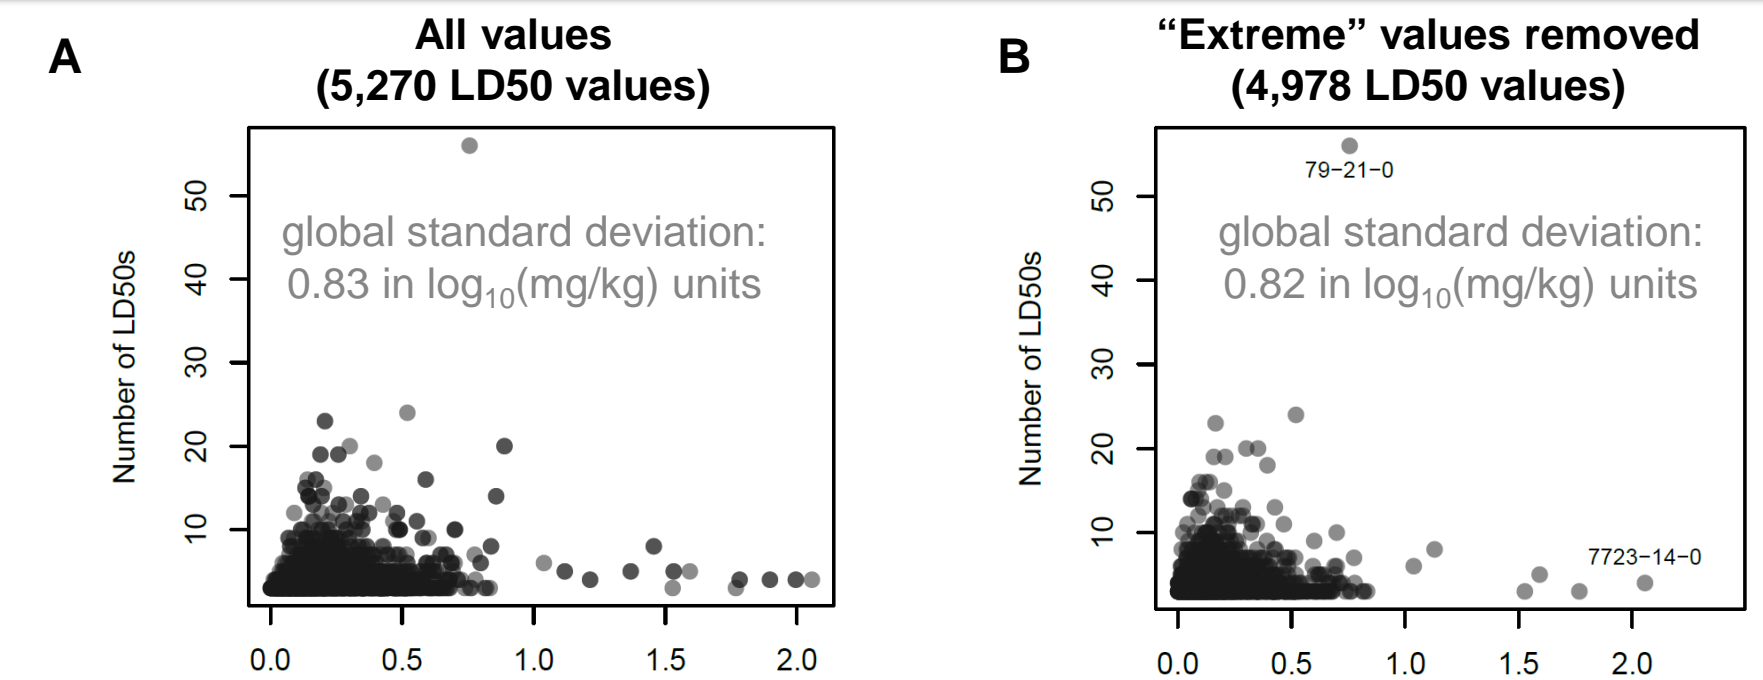 A
All values
(5,270 LD50 values)
Number of LD50s
50
40
30
20
10
global standard deviation:
0.83 in log10(mg/kg) units
0.0 0.5 1.0 1.5 2.0
B
“Extreme” values removed
(4,978 LD50 values)
Number of LD50s
50
40
30
20
10
79−21−0
global standard deviation:
0.82 in log10(mg/kg) units
7723−14−0
0.0 0.5 1.0 1.5 2.0